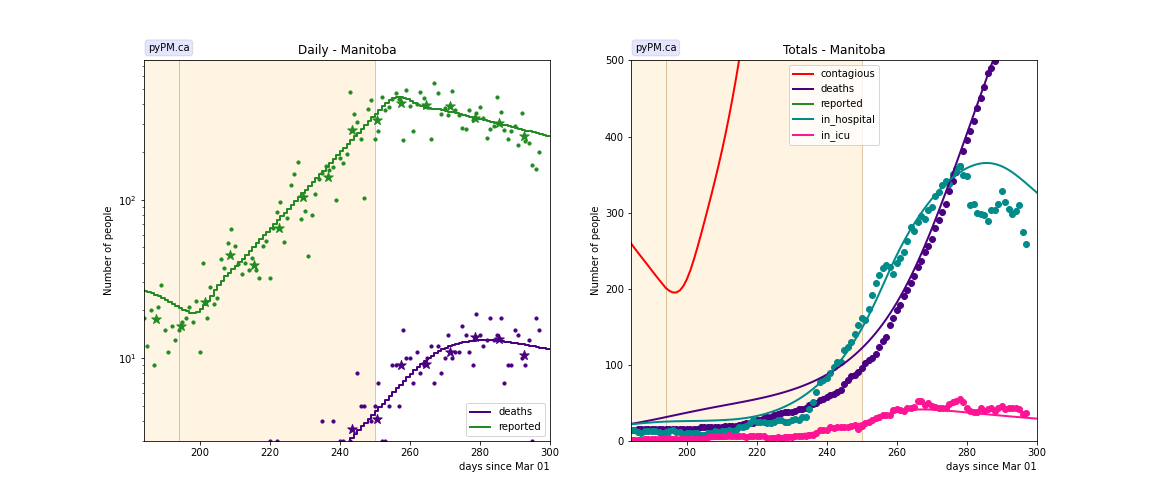 pyPM.ca
Daily - Manitoba
Number of people
10²
10¹
200
220
240
260
280
300
days since Mar 01
deaths
reported
pyPM.ca
Totals - Manitoba
Number of people
500
400
300
200
100
0
200
220
240
260
280
300
days since Mar 01
contagious
deaths
reported
in_hospital
in_icu